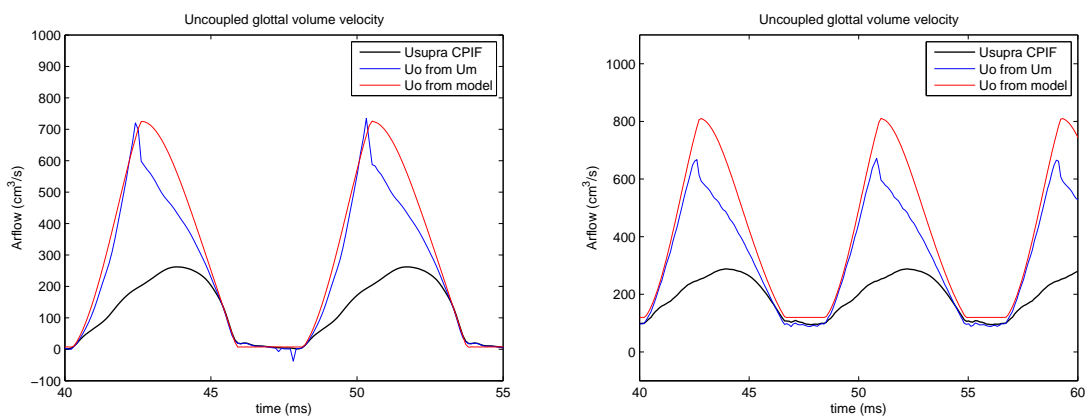 Uncoupled glottal volume velocity
1000
900
800
700
600
500
400
300
200
100
0
−100
Arflow (cm³/s)
Usupra CPIF
Uo from Um
Uo from model
40
45
50
55
time (ms)
Uncoupled glottal volume velocity
1000
800
600
400
200
0
Arflow (cm³/s)
Usupra CPIF
Uo from Um
Uo from model
40
45
50
55
60
time (ms)